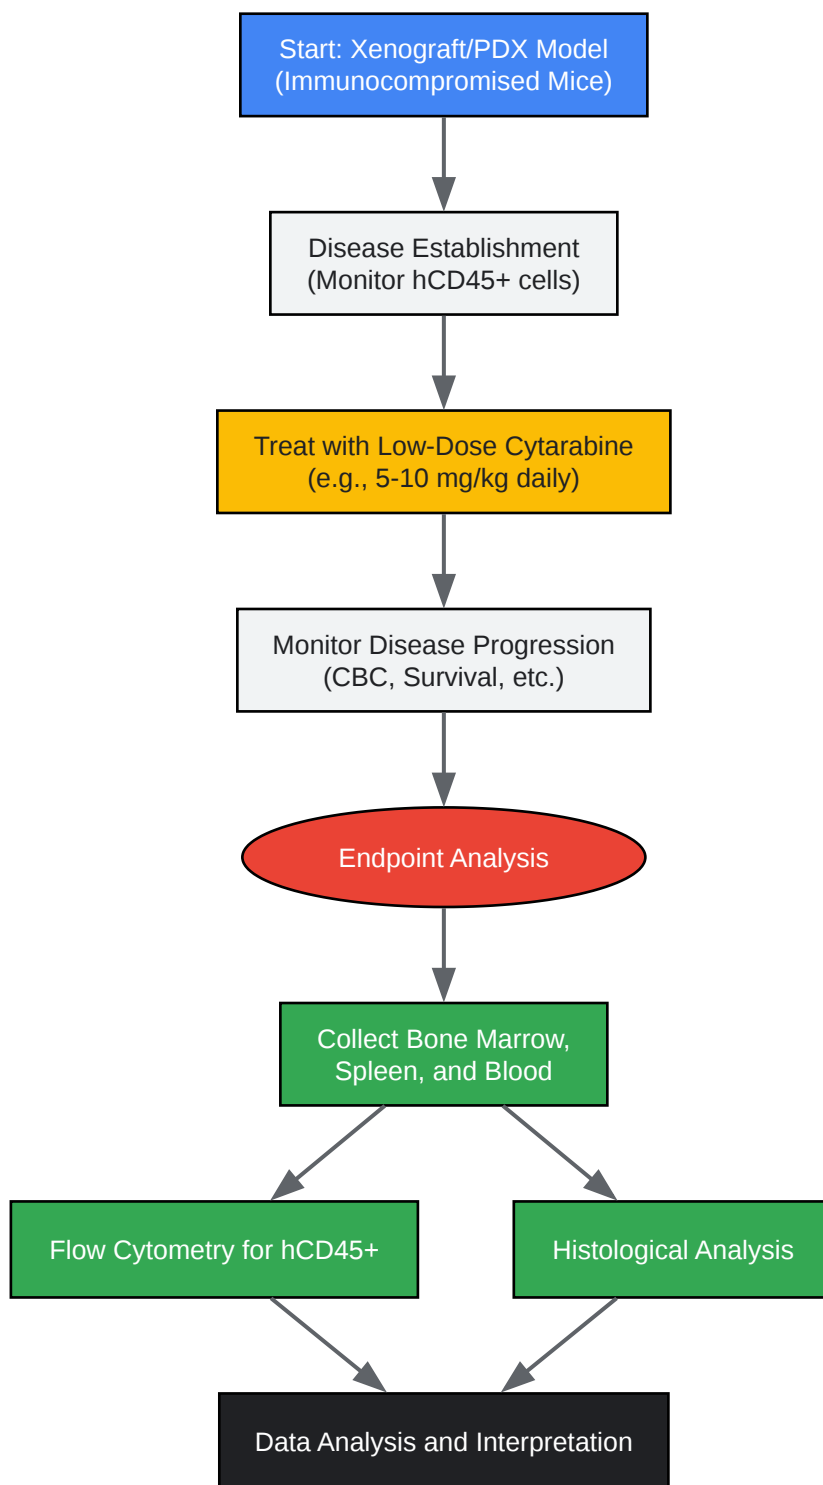 Start: Xenograft/PDX Model
(Immunocompromised Mice)
Disease Establishment
(Monitor hCD45+ cells)
Treat with Low-Dose Cytarabine
(e.g., 5-10 mg/kg daily)
Monitor Disease Progression
(CBC, Survival, etc.)
Endpoint Analysis
Collect Bone Marrow,
Spleen, and Blood
Flow Cytometry for hCD45+
Histological Analysis
Data Analysis and Interpretation